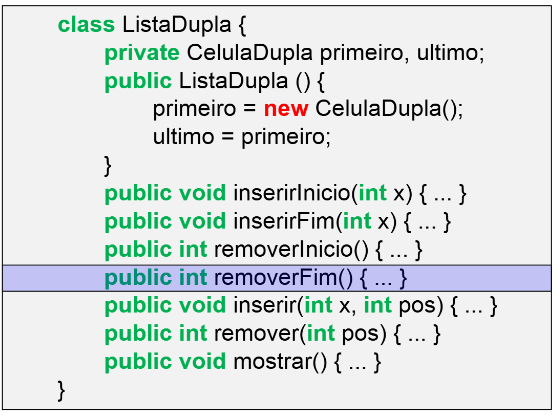 class ListaDupla {
private CelulaDupla primeiro, ultimo;
public ListaDupla () {
primeiro = new CelulaDupla();
ultimo = primeiro;
}
public void inserirInicio(int x) { ... }
public void inserirFim(int x) { ... }
public int removerInicio() { ... }
public int removerFim() { ... }
public void inserir(int x, int pos) { ... }
public int remover(int pos) { ... }
public void mostrar() { ... }
}